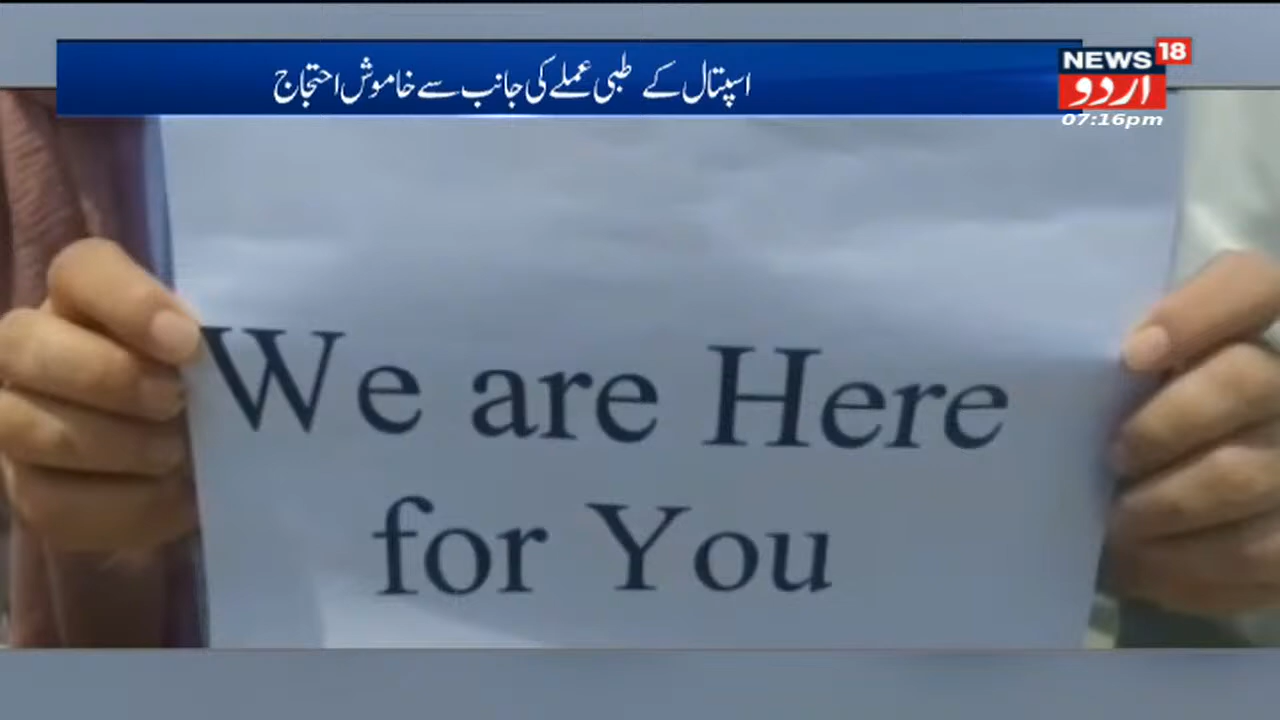 اسپتال کے طبی عملے کی جانب سے خاموش احتجاج
NEWS 18
اردو
07:16pm
We are Here
for You